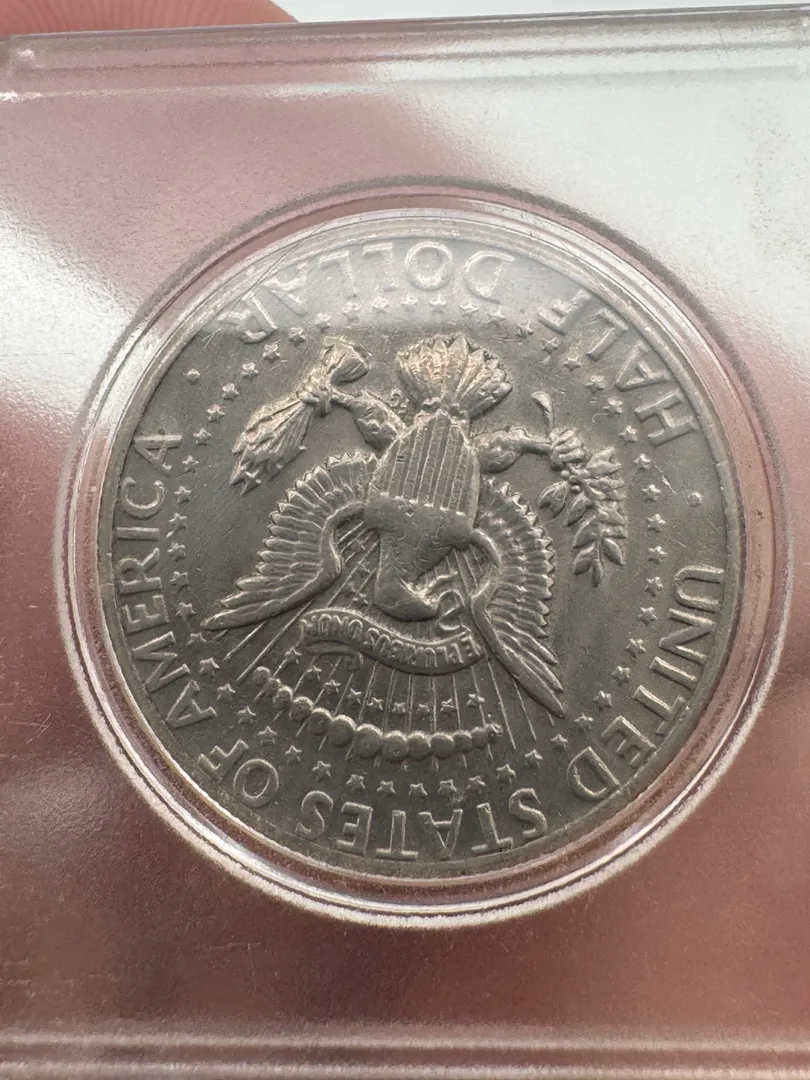 UNITED STATES OF AMERICA
E PLURIBUS UNUM
HALF DOLLAR